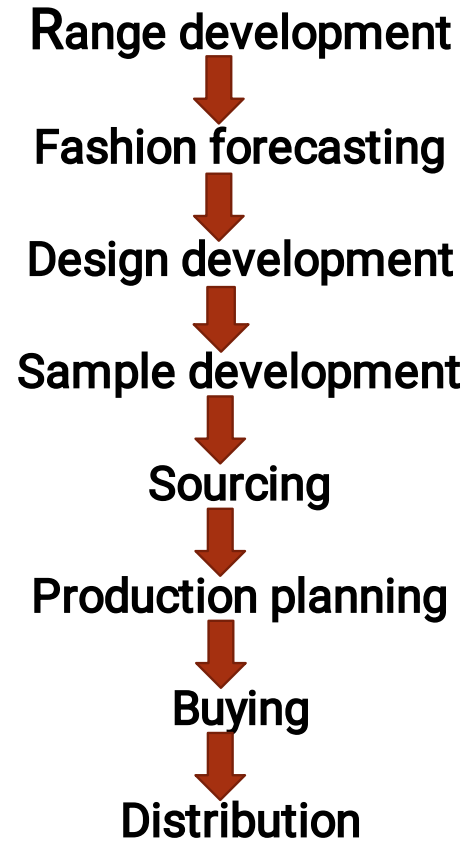 Range development
Fashion forecasting
Design development
Sample development
Sourcing
Production planning
Buying
Distribution